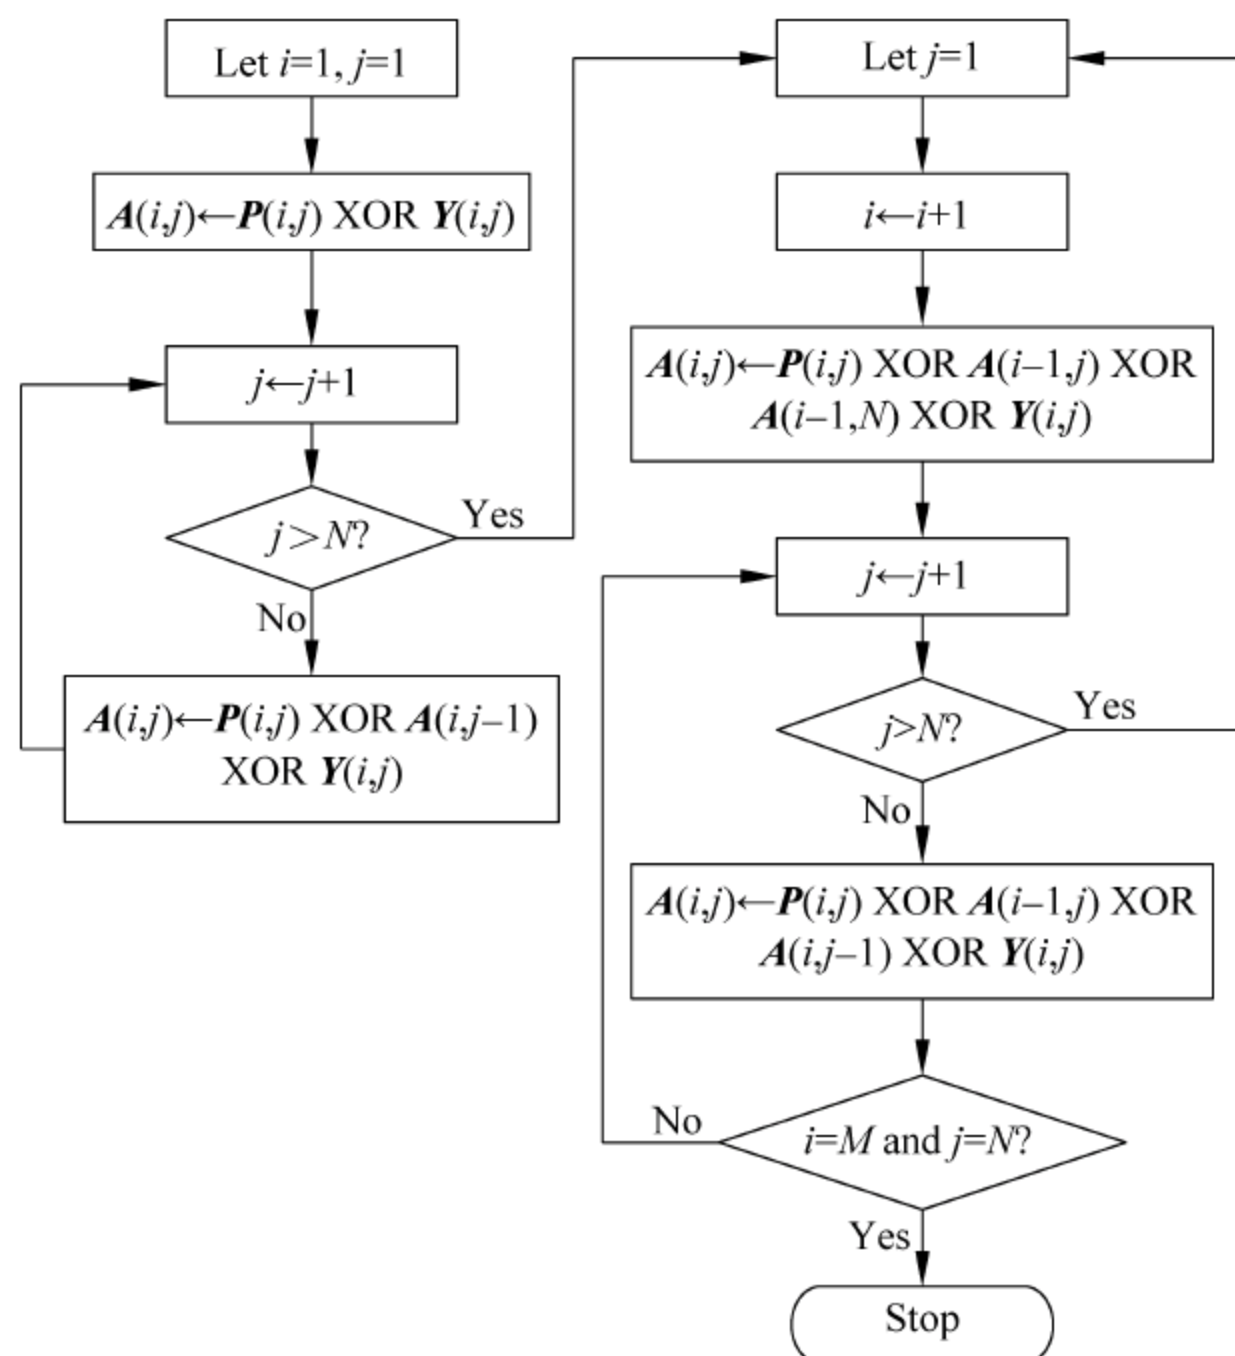 Let i=1, j=1
A(i,j)←P(i,j) XOR Y(i,j)
j←j+1
j>N?
Yes
No
A(i,j)←P(i,j) XOR A(i,j–1)
XOR Y(i,j)
Let j=1
i←i+1
A(i,j)←P(i,j) XOR A(i–1,j) XOR
A(i–1,N) XOR Y(i,j)
j←j+1
j>N?
Yes
No
A(i,j)←P(i,j) XOR A(i–1,j) XOR
A(i,j–1) XOR Y(i,j)
i=M and j=N?
No
Yes
Stop